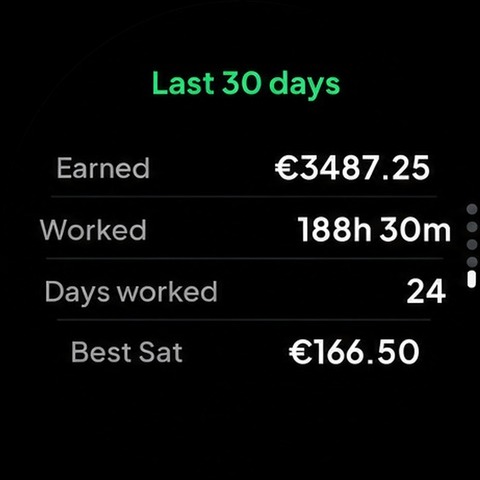 Last 30 days
Earned €3487.25
Worked 188h 30m
Days worked 24
Best Sat €166.50